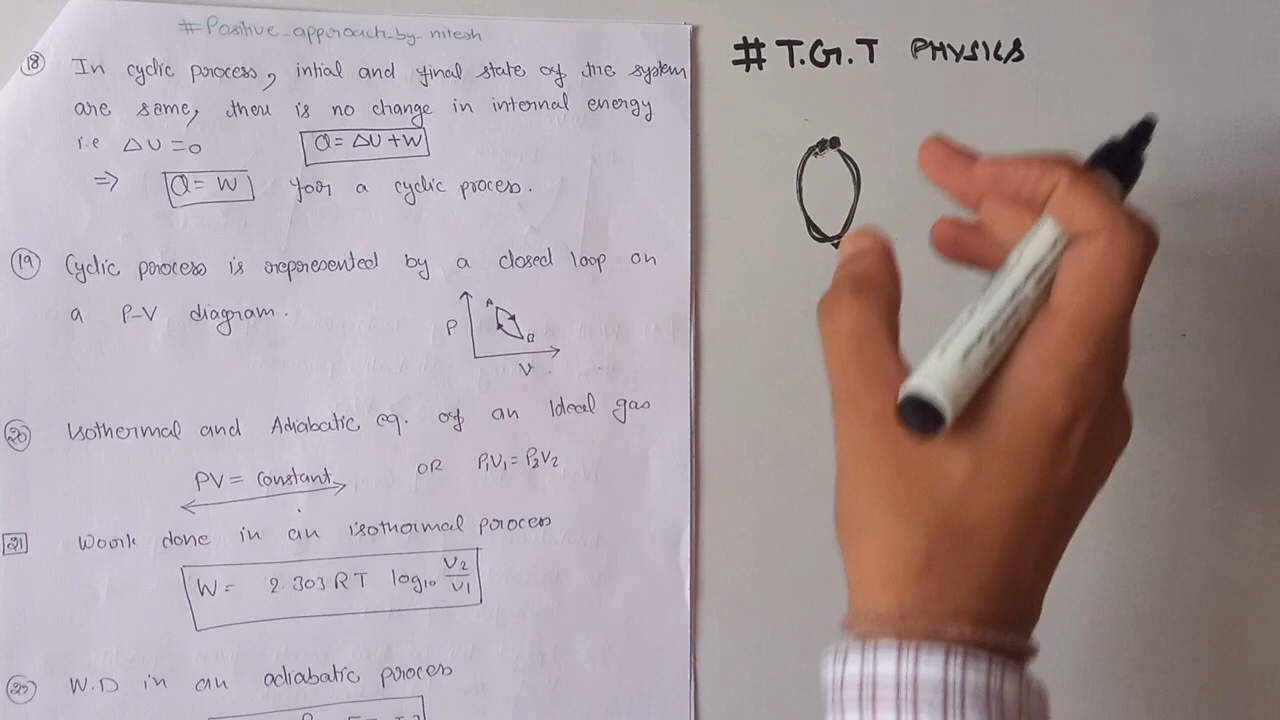 #Positive_approach_by_nitesh
# T.G.T PHYSICS
18 In cyclic process, intial and final state of the system
are same, then is no change in internal energy
i.e ΔU = 0 Q = ΔU + W
⇒ Q = W for a cyclic process.
19 Cyclic process is represented by a closed loop on
a P-V diagram.
A
P
B
V
20 Isothermal and Adiabatic eq. of an Ideal gas
PV = constant OR P1V1 = P2V2
21 Work done in an isothermal process
W = 2.303 RT log10 V2/V1
22 W.D in an adiabatic process